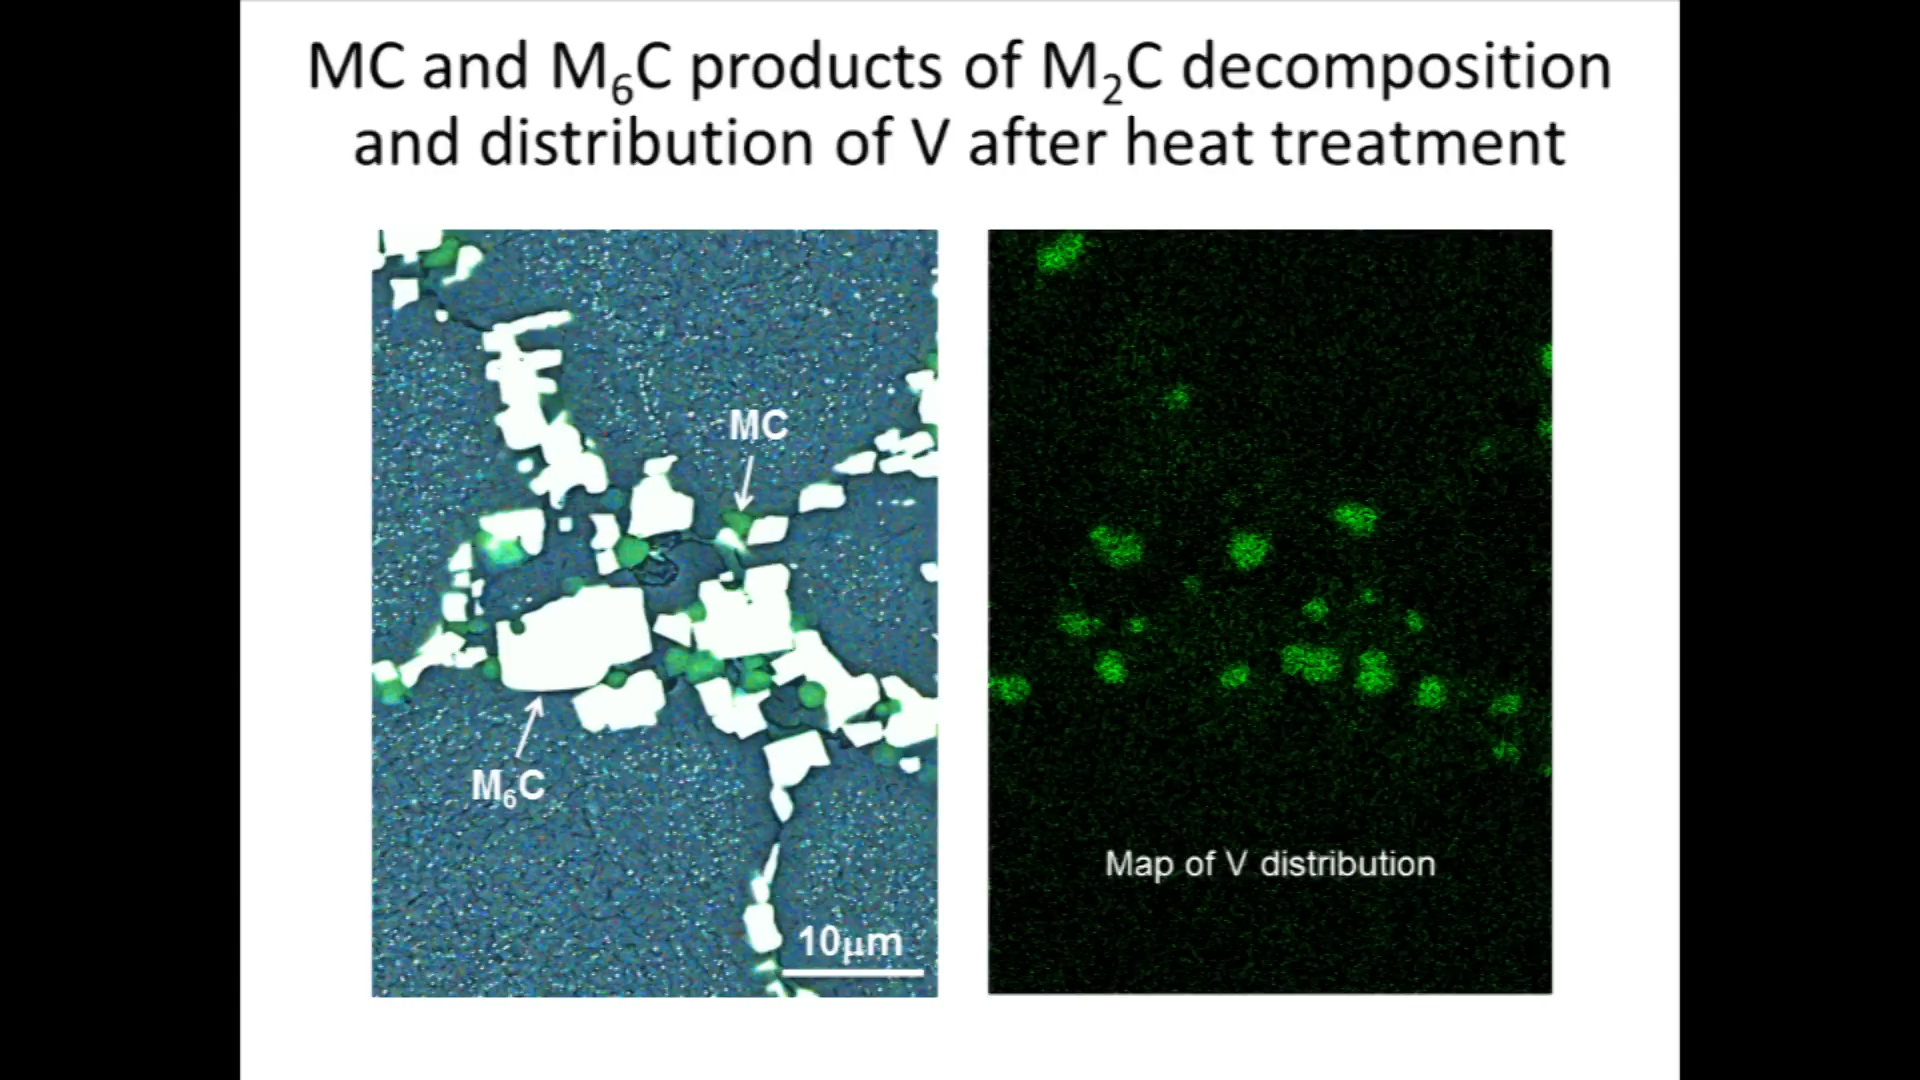 MC and M₆C products of M₂C decomposition
and distribution of V after heat treatment
MC
M₆C
10μm
Map of V distribution